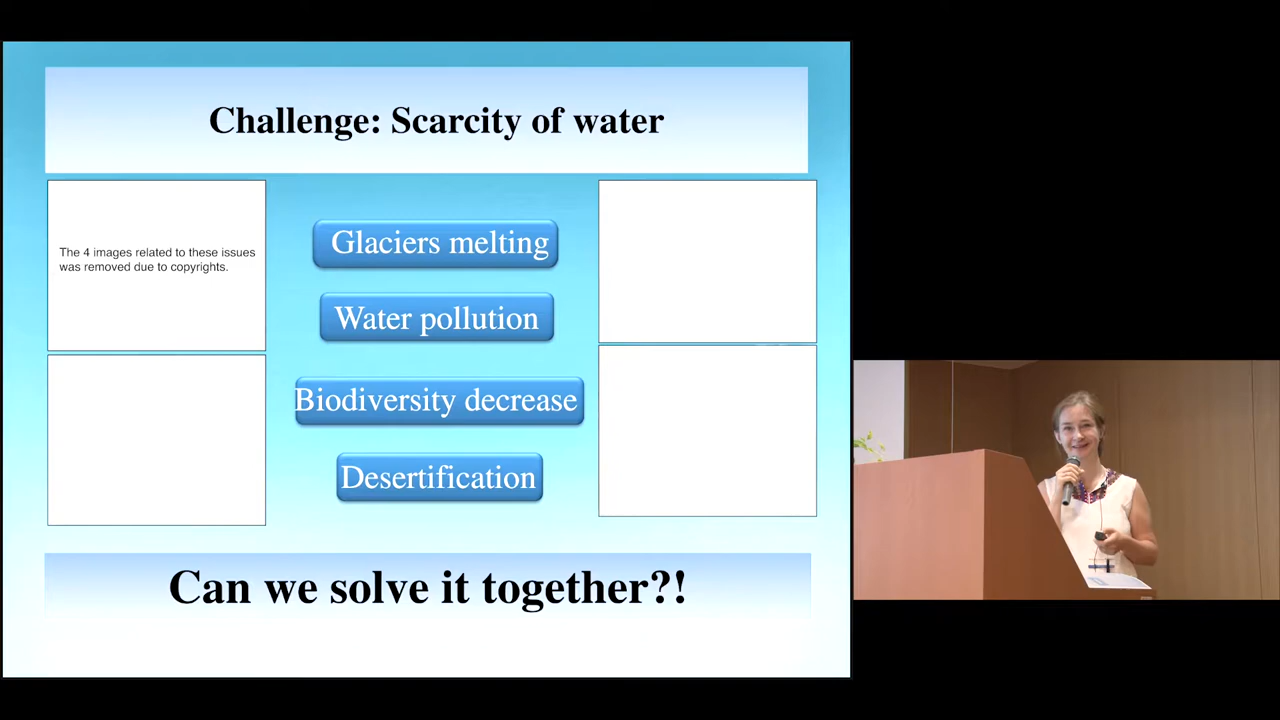 Challenge: Scarcity of water
The 4 images related to these issues
was removed due to copyrights.
Glaciers melting
Water pollution
Biodiversity decrease
Desertification
Can we solve it together?!